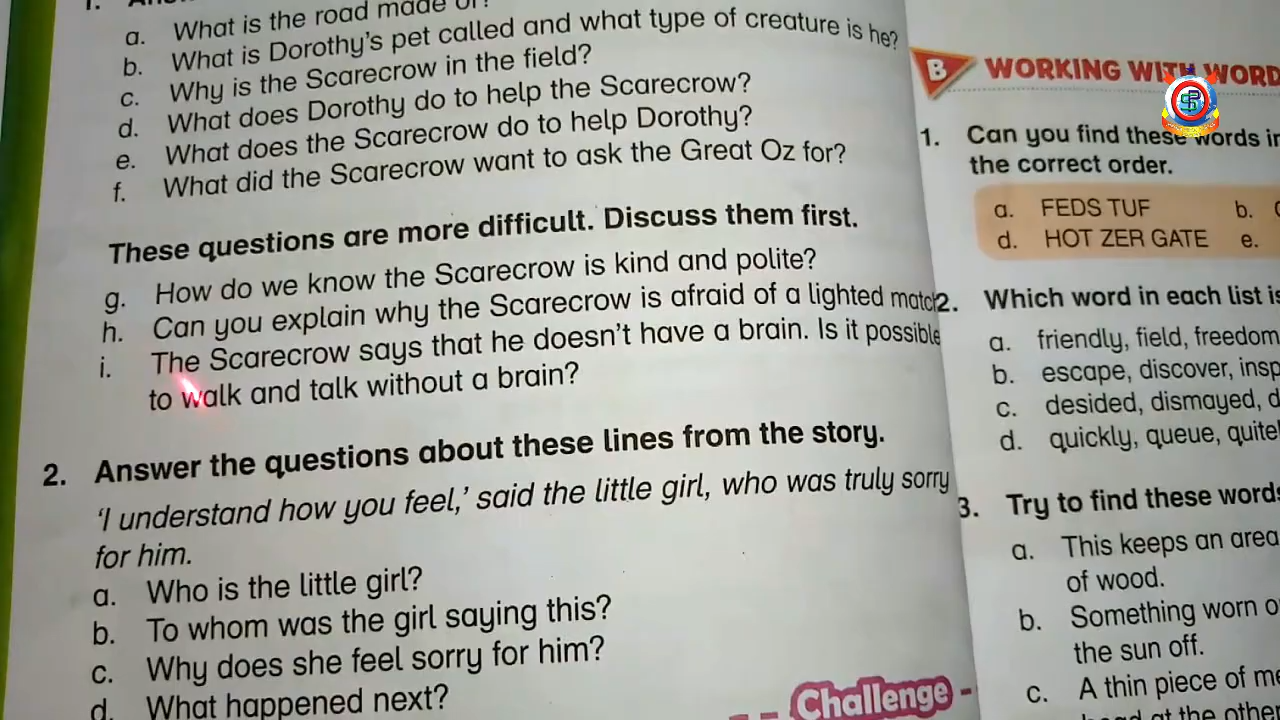 a. What is the road made of?
b. What is Dorothy's pet called and what type of creature is he?
c. Why is the Scarecrow in the field?
d. What does Dorothy do to help the Scarecrow?
e. What does the Scarecrow do to help Dorothy?
f. What did the Scarecrow want to ask the Great Oz for?
These questions are more difficult. Discuss them first.
g. How do we know the Scarecrow is kind and polite?
h. Can you explain why the Scarecrow is afraid of a lighted matc
i. The Scarecrow says that he doesn't have a brain. Is it possible
to walk and talk without a brain?
2. Answer the questions about these lines from the story.
'I understand how you feel,' said the little girl, who was truly sorry
for him.
a. Who is the little girl?
b. To whom was the girl saying this?
c. Why does she feel sorry for him?
d. What happened next?
Challenge
B WORKING WITH WORD
1. Can you find these words in
the correct order.
a. FEDS TUF b.
d. HOT ZER GATE e.
2. Which word in each list is
a. friendly, field, freedom
b. escape, discover, insp
c. desided, dismayed, d
d. quickly, queue, quite
3. Try to find these words
a. This keeps an area
of wood.
b. Something worn o
the sun off.
c. A thin piece of me
at the other